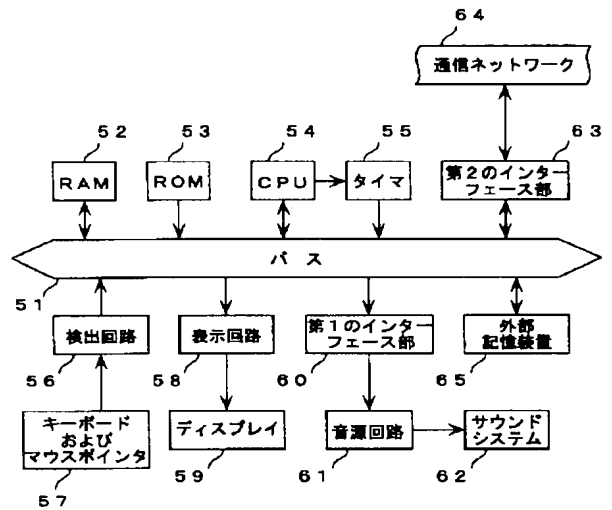 64
通信ネットワーク
52
53
54
55
63
RAM
ROM
CPU
タイマ
第2のインター
フェース部
バス
51
検出回路
表示回路
第1のインター
フェース部
外部
記憶装置
56
58
60
65
キーボード
および
マウスポインタ
ディスプレイ
音源回路
サウンド
システム
57
59
61
62